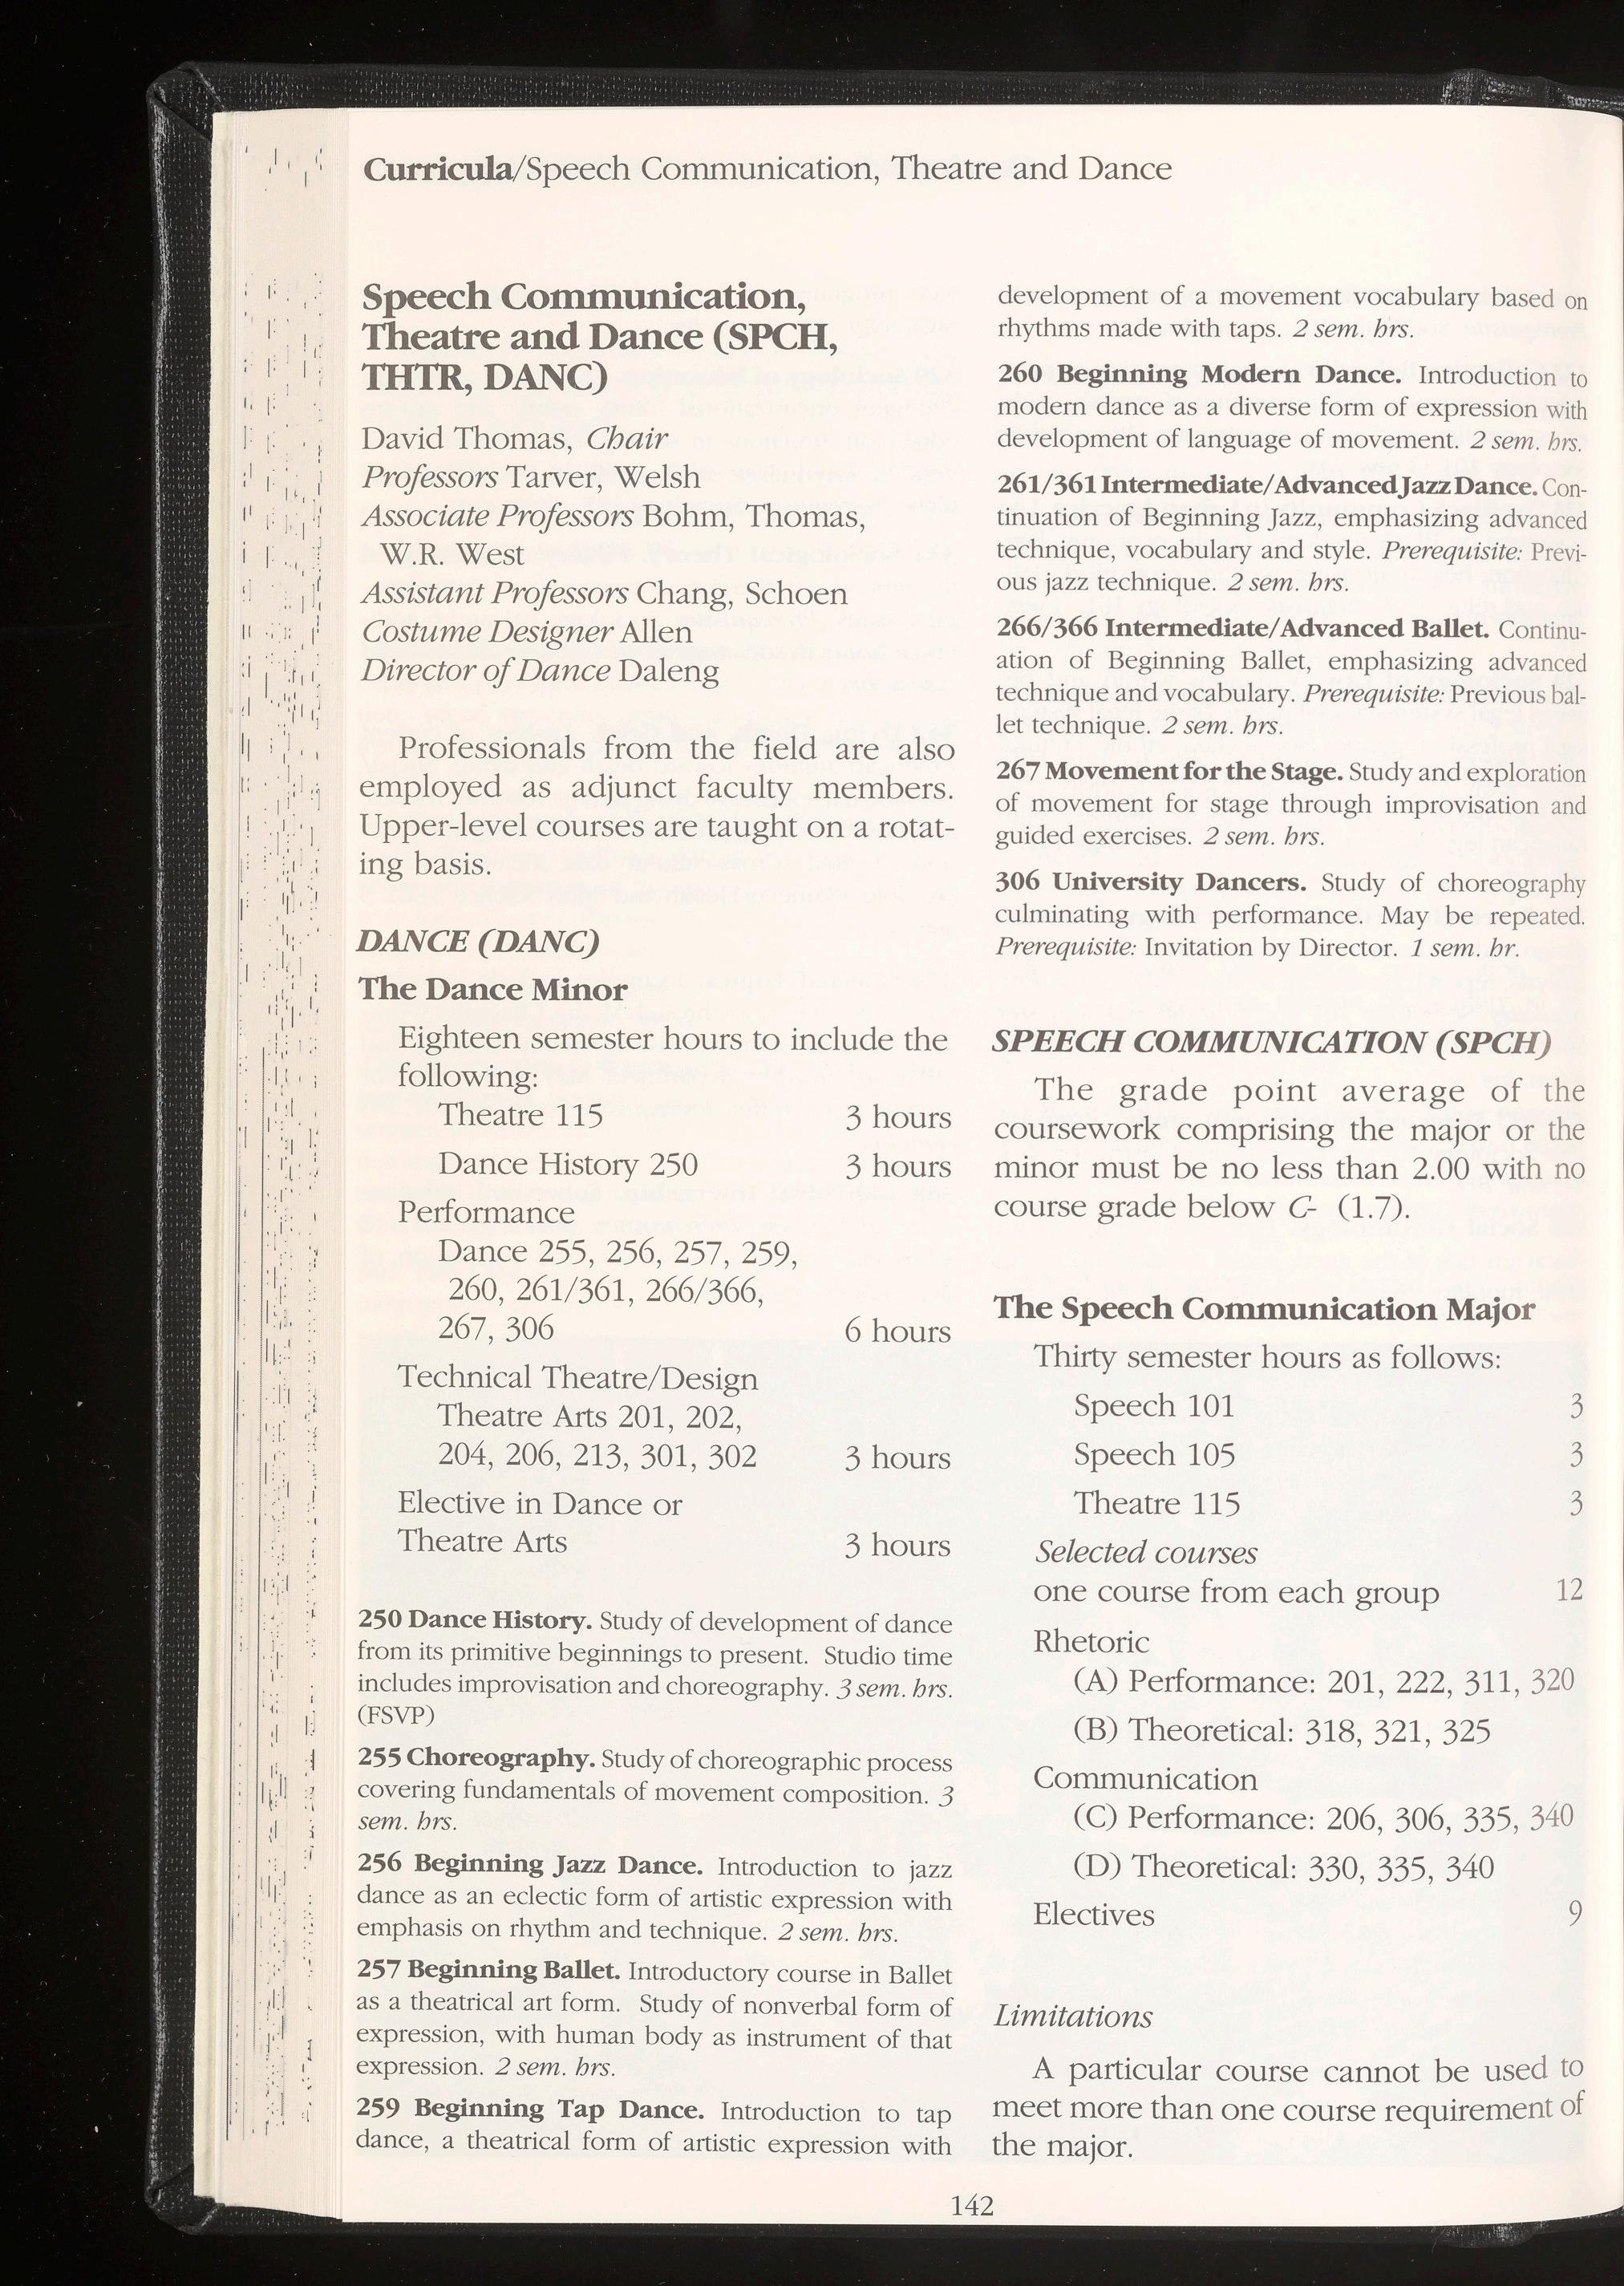 Curricula/Speech Communication, Theatre and Dance
Speech Communication,
Theatre and Dance (SPCH,
THTR, DANC)
David Thomas, Chair
Professors Tarver, Welsh
Associate Professors Bohm, Thomas,
W.R. West
Assistant Professors Chang, Schoen
Costume Designer Allen
Director of Dance Daleng
Professionals from the field are also
employed as adjunct faculty members.
Upper-level courses are taught on a rotat-
ing basis.
DANCE (DANC)
The Dance Minor
Eighteen semester hours to include the
following:
Theatre 115 3 hours
Dance History 250 3 hours
Performance
Dance 255, 256, 257, 259,
260, 261/361, 266/366,
267, 306 6 hours
Technical Theatre/Design
Theatre Arts 201, 202,
204, 206, 213, 301, 302 3 hours
Elective in Dance or
Theatre Arts 3 hours
250 Dance History. Study of development of dance
from its primitive beginnings to present. Studio time
includes improvisation and choreography. 3 sem. hrs.
(FSVP)
255 Choreography. Study of choreographic process
covering fundamentals of movement composition. 3
sem. hrs.
256 Beginning Jazz Dance. Introduction to jazz
dance as an eclectic form of artistic expression with
emphasis on rhythm and technique. 2 sem. hrs.
257 Beginning Ballet. Introductory course in Ballet
as a theatrical art form. Study of nonverbal form of
expression, with human body as instrument of that
expression. 2 sem. hrs.
259 Beginning Tap Dance. Introduction to tap
dance, a theatrical form of artistic expression with
development of a movement vocabulary based on
rhythms made with taps. 2 sem. hrs.
260 Beginning Modern Dance. Introduction to
modern dance as a diverse form of expression with
development of language of movement. 2 sem. hrs.
261/361 Intermediate/Advanced Jazz Dance. Con-
tinuation of Beginning Jazz, emphasizing advanced
technique, vocabulary and style. Prerequisite: Previ-
ous jazz technique. 2 sem. hrs.
266/366 Intermediate/Advanced Ballet. Continu-
ation of Beginning Ballet, emphasizing advanced
technique and vocabulary. Prerequisite: Previous bal-
let technique. 2 sem. hrs.
267 Movement for the Stage. Study and exploration
of movement for stage through improvisation and
guided exercises. 2 sem. hrs.
306 University Dancers. Study of choreography
culminating with performance. May be repeated.
Prerequisite: Invitation by Director. 1 sem. hr.
SPEECH COMMUNICATION (SPCH)
The grade point average of the
coursework comprising the major or the
minor must be no less than 2.00 with no
course grade below C- (1.7).
The Speech Communication Major
Thirty semester hours as follows:
Speech 101 3
Speech 105 3
Theatre 115 3
Selected courses
one course from each group 12
Rhetoric
(A) Performance: 201, 222, 311, 320
(B) Theoretical: 318, 321, 325
Communication
(C) Performance: 206, 306, 335, 340
(D) Theoretical: 330, 335, 340
Electives 9
Limitations
A particular course cannot be used to
meet more than one course requirement of
the major.
142